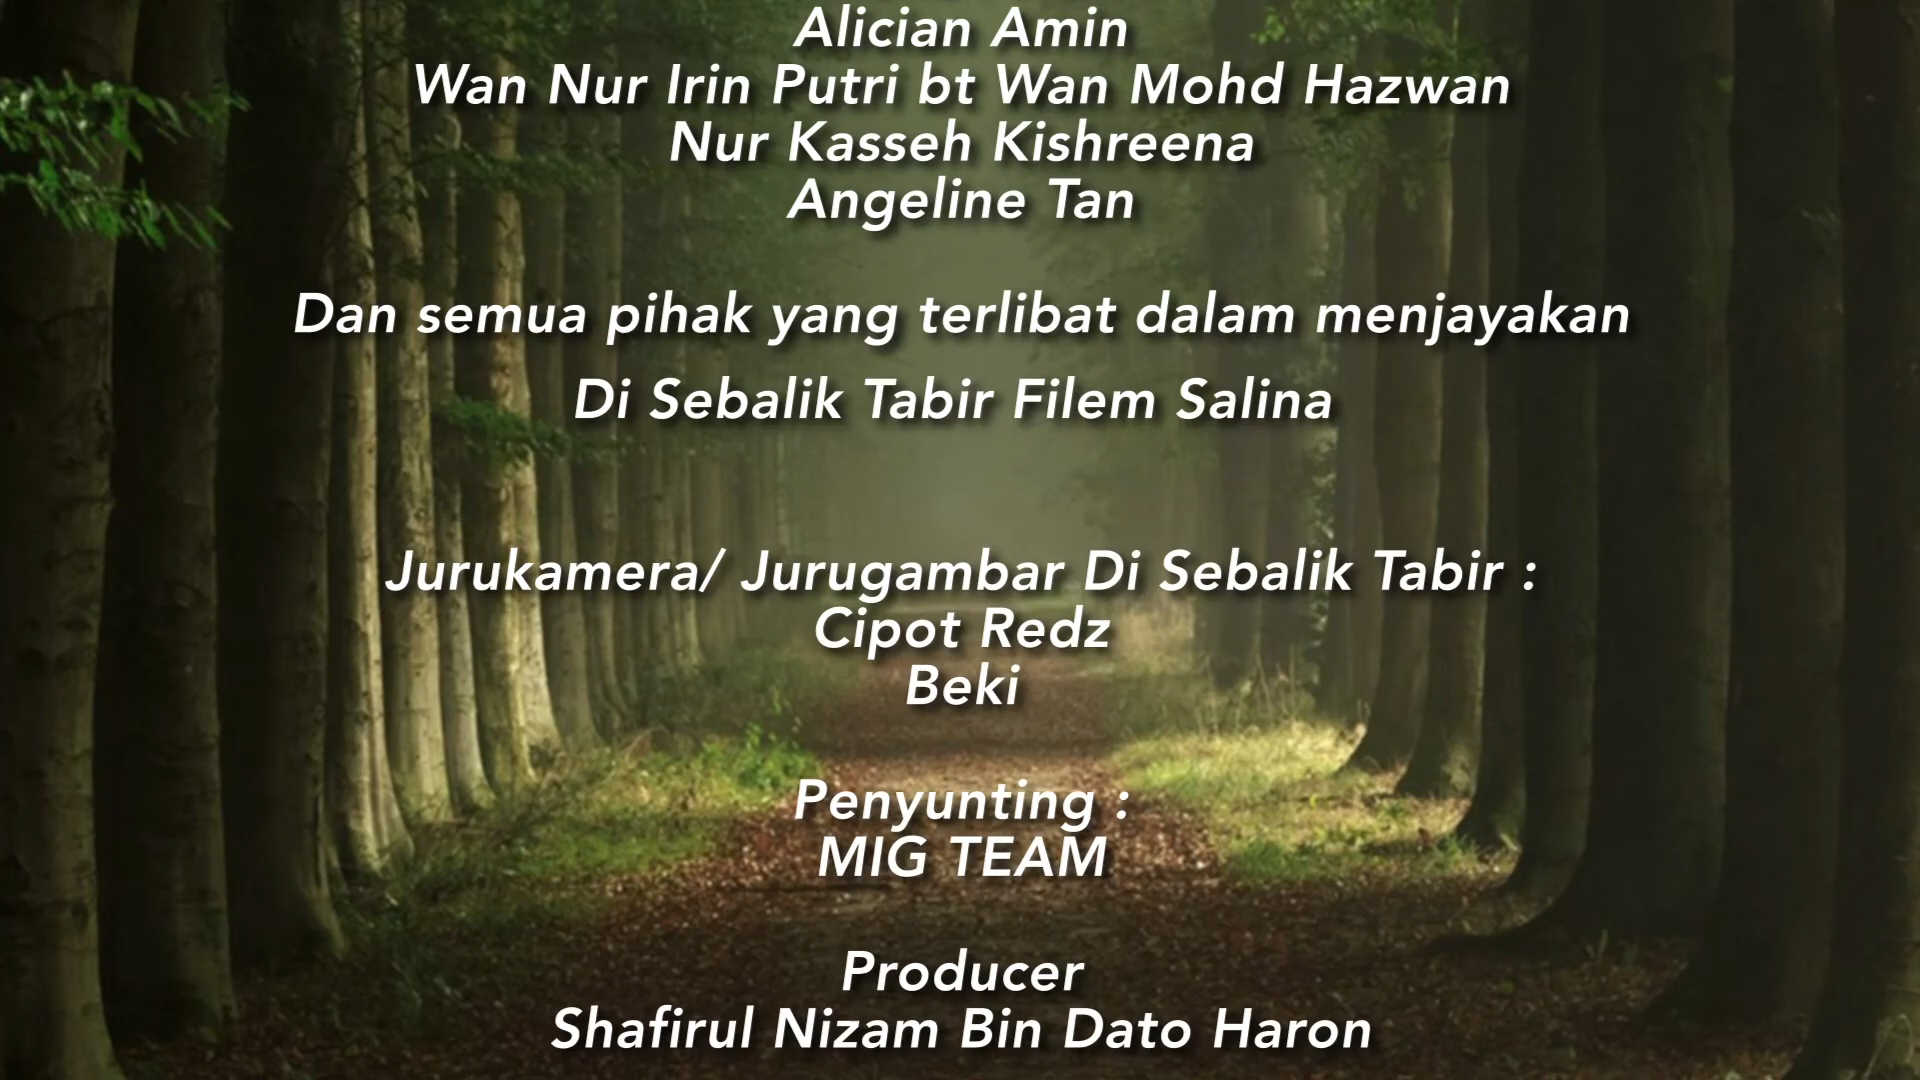 Alician Amin
Wan Nur Irin Putri bt Wan Mohd Hazwan
Nur Kasseh Kishreena
Angeline Tan
Dan semua pihak yang terlibat dalam menjayakan
Di Sebalik Tabir Filem Salina
Jurukamera/ Jurugambar Di Sebalik Tabir :
Cipot Redz
Beki
Penyunting :
MIG TEAM
Producer
Shafirul Nizam Bin Dato Haron